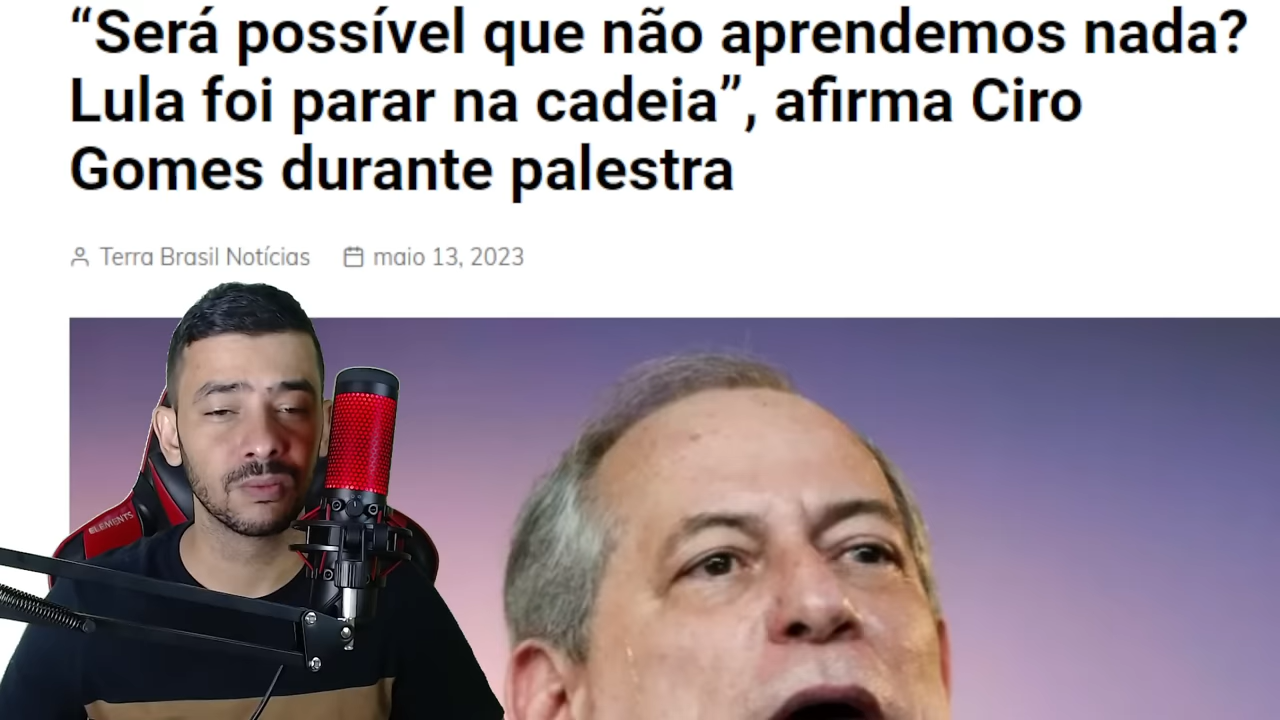 “Será possível que não aprendemos nada?
Lula foi parar na cadeia”, afirma Ciro
Gomes durante palestra
Terra Brasil Notícias maio 13, 2023
ELEMENTS